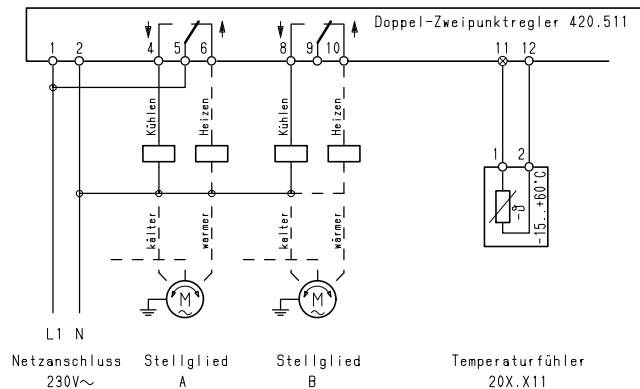 Doppel-Zweipunktregler 420.511
1 2 4 5 6 8 9 10 11 12
Kühlen Heizen Kühlen Heizen
1 2
-ϑ
-15..+60°C
kälter wärmer kälter wärmer
M M
L1 N
Netzanschluss Stellglied Stellglied Temperaturfühler
230V~ A B 20X.X11